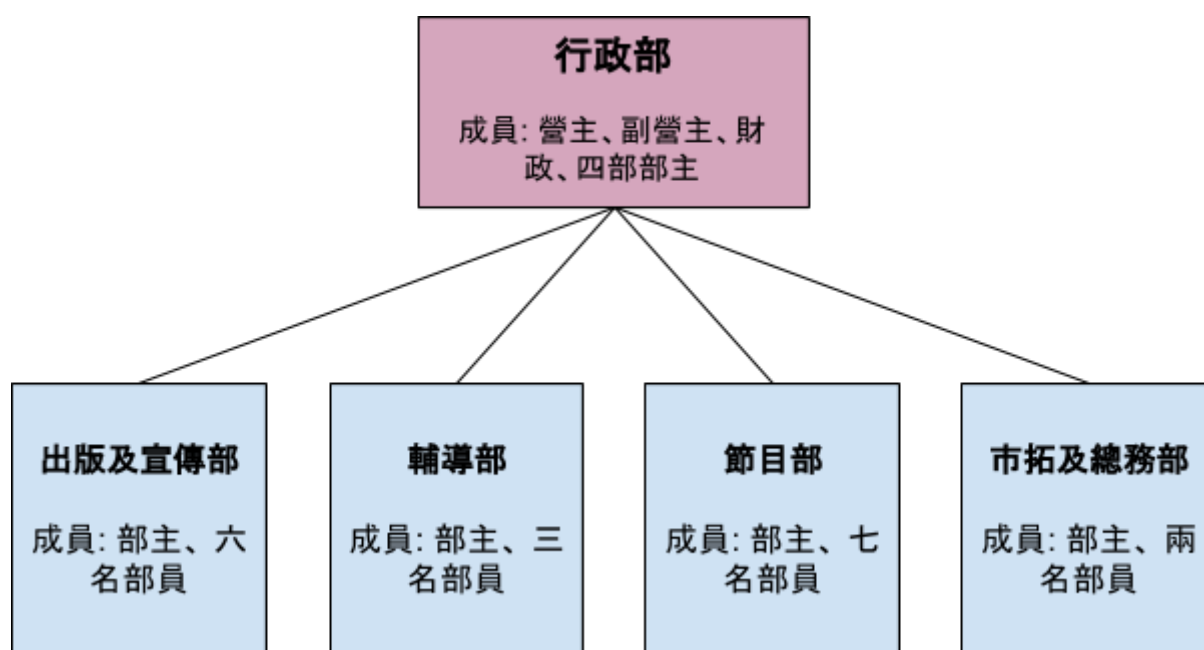 行政部
成員: 營主、副營主、財
政、四部部主
出版及宣傳部
成員: 部主、六
名部員
輔導部
成員: 部主、三
名部員
節目部
成員: 部主、七
名部員
市拓及總務部
成員: 部主、兩
名部員